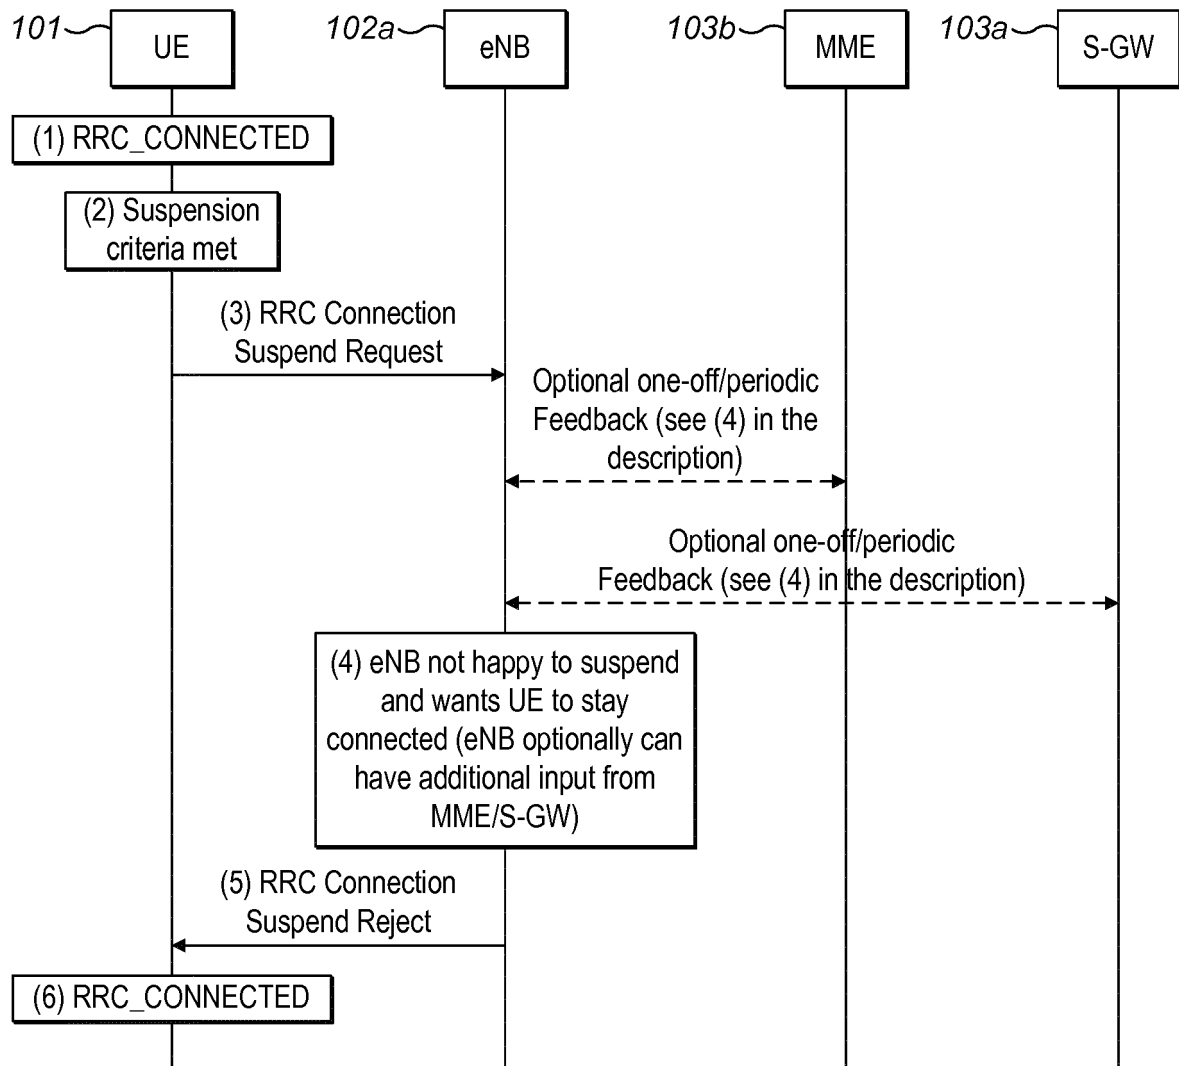 101
UE
102a
eNB
103b
MME
103a
S-GW
(1) RRC_CONNECTED
(2) Suspension
criteria met
(3) RRC Connection
Suspend Request
Optional one-off/periodic
Feedback (see (4) in the
description)
Optional one-off/periodic
Feedback (see (4) in the description)
(4) eNB not happy to suspend
and wants UE to stay
connected (eNB optionally can
have additional input from
MME/S-GW)
(5) RRC Connection
Suspend Reject
(6) RRC_CONNECTED